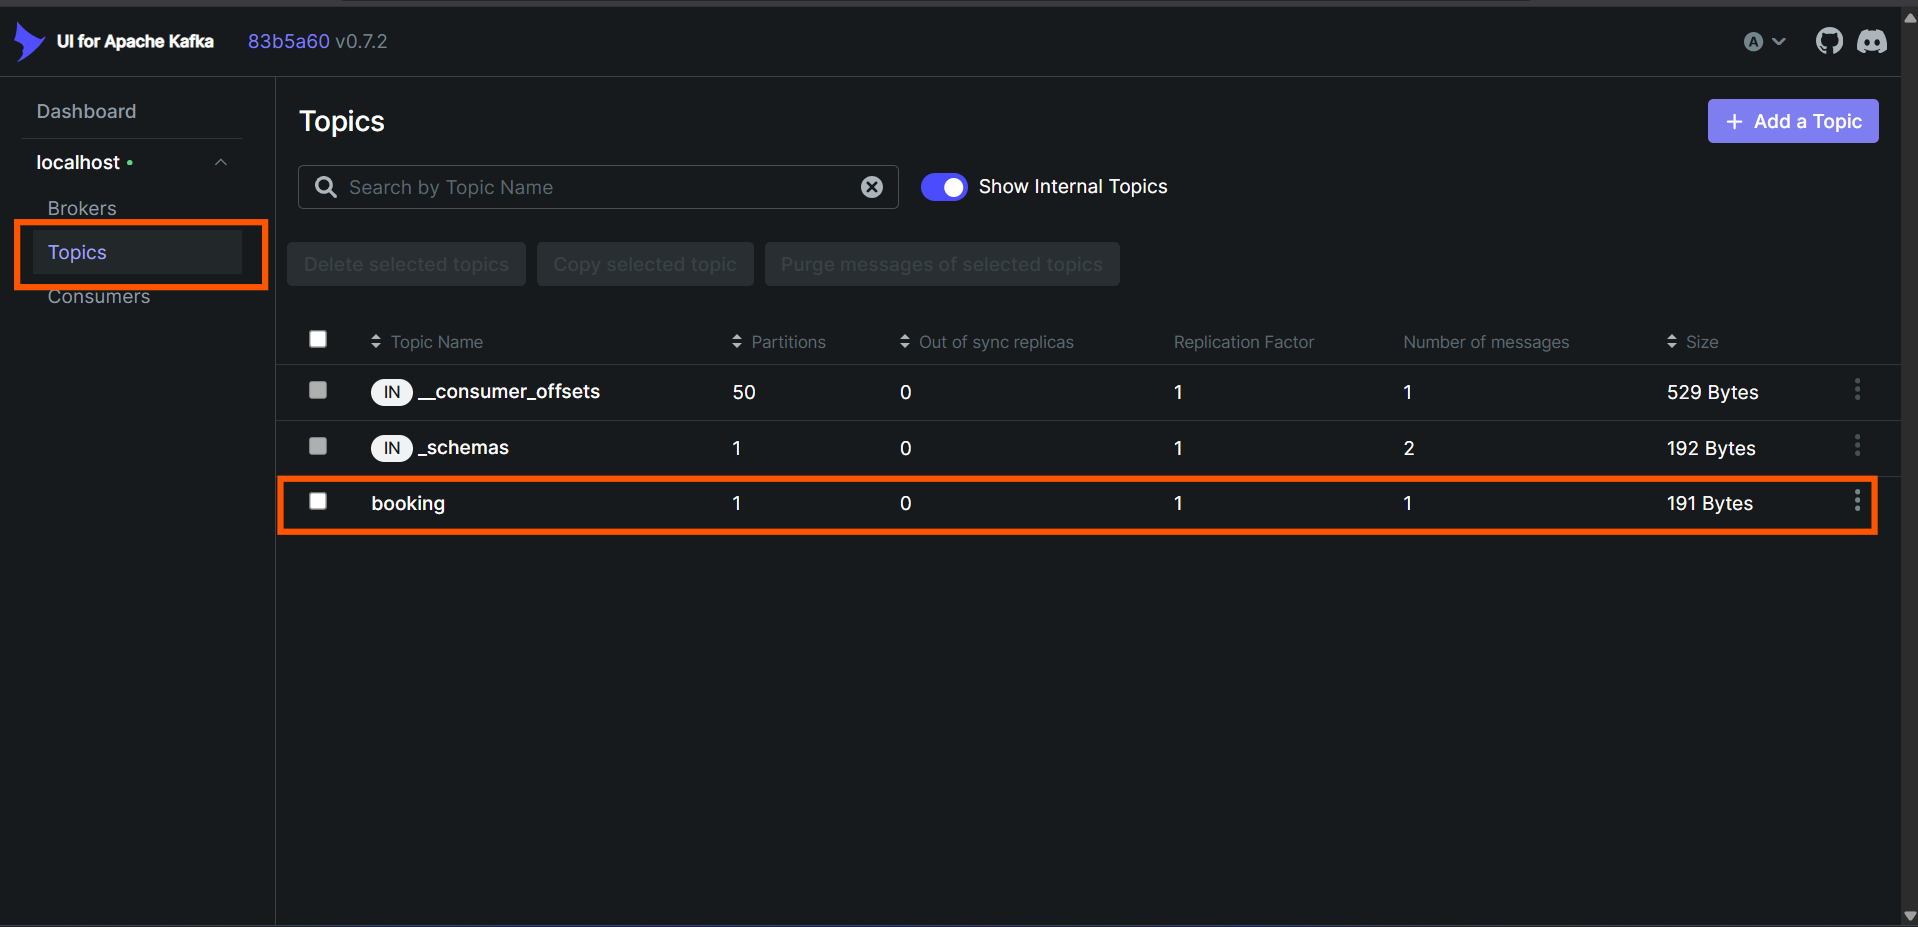 UI for Apache Kafka 83b5a60 v0.7.2 A
Dashboard
localhost
Brokers
Topics
Consumers
Topics
+ Add a Topic
Search by Topic Name
Show Internal Topics
Delete selected topics Copy selected topic Purge messages of selected topics
Topic Name Partitions Out of sync replicas Replication Factor Number of messages Size
IN __consumer_offsets 50 0 1 1 529 Bytes
IN _schemas 1 0 1 2 192 Bytes
booking 1 0 1 1 191 Bytes